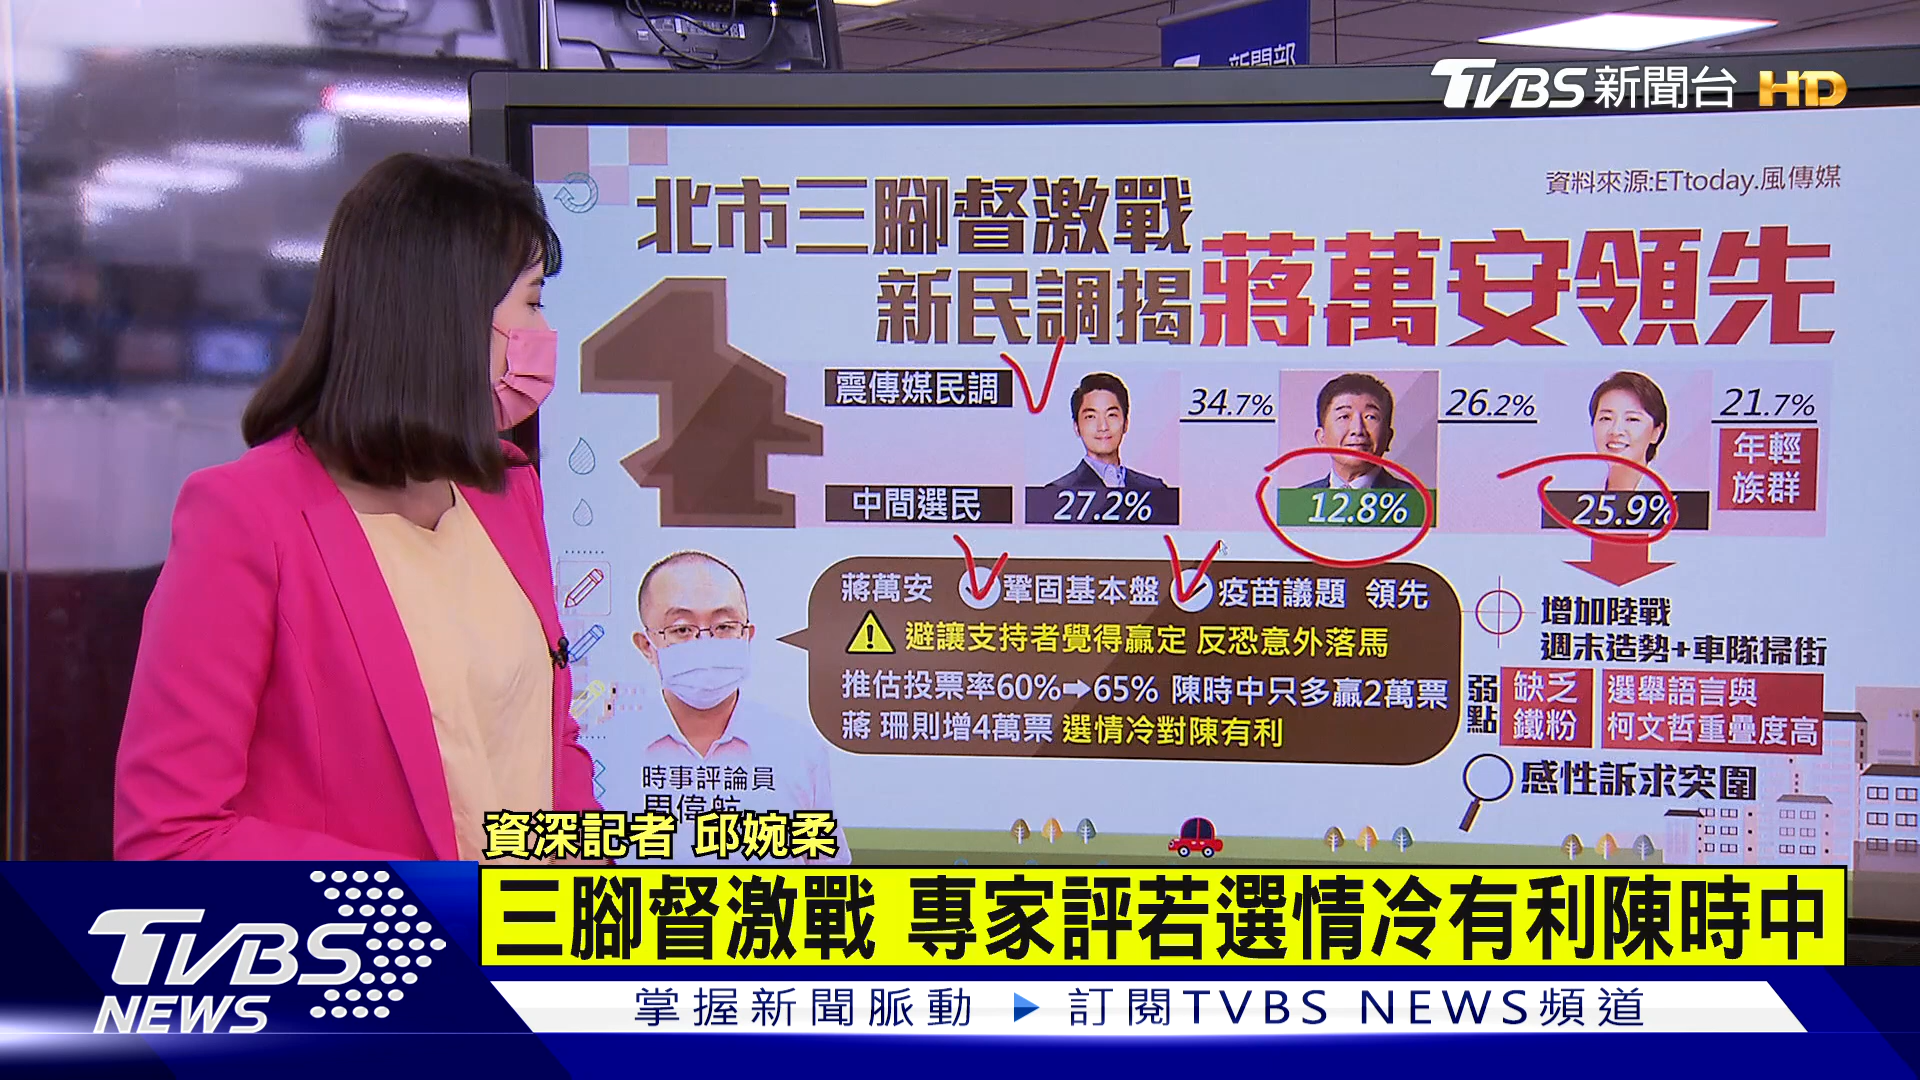 新聞部
TVBS新聞台 HD
資料來源:ETtoday.風傳媒
北市三腳督激戰
新民調揭蔣萬安領先
震傳媒民調 34.7% 26.2% 21.7%
年輕
族群
中間選民 27.2% 12.8% 25.9%
蔣萬安 鞏固基本盤 疫苗議題 領先
避讓支持者覺得贏定 反恐意外落馬
推估投票率60%➡65% 陳時中只多贏2萬票
蔣 珊則增4萬票 選情冷對陳有利
增加陸戰
週末造勢+車隊掃街
弱點
缺乏
鐵粉
選舉語言與
柯文哲重疊度高
感性訴求突圍
時事評論員
周偉航
資深記者 邱婉柔
三腳督激戰 專家評若選情冷有利陳時中
TVBS
NEWS
掌握新聞脈動 ▶ 訂閱TVBS NEWS頻道